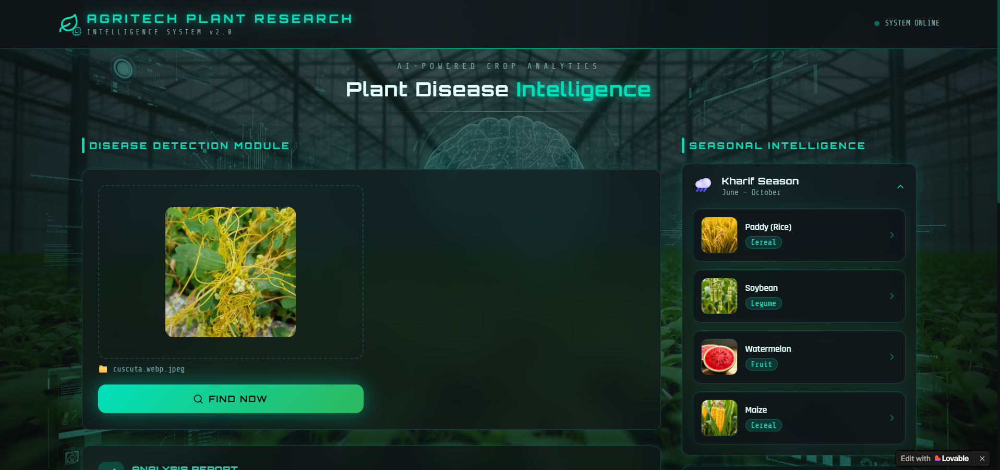 AGRITECH PLANT RESEARCH
INTELLIGENCE SYSTEM v2.0
SYSTEM ONLINE
AI-POWERED CROP ANALYTICS
Plant Disease Intelligence
DISEASE DETECTION MODULE
cuscuta.webp.jpeg
FIND NOW
ANALYSIS REPORT
SEASONAL INTELLIGENCE
Kharif Season
June – October
Paddy (Rice)
Cereal
Soybean
Legume
Watermelon
Fruit
Maize
Cereal
Edit with Lovable